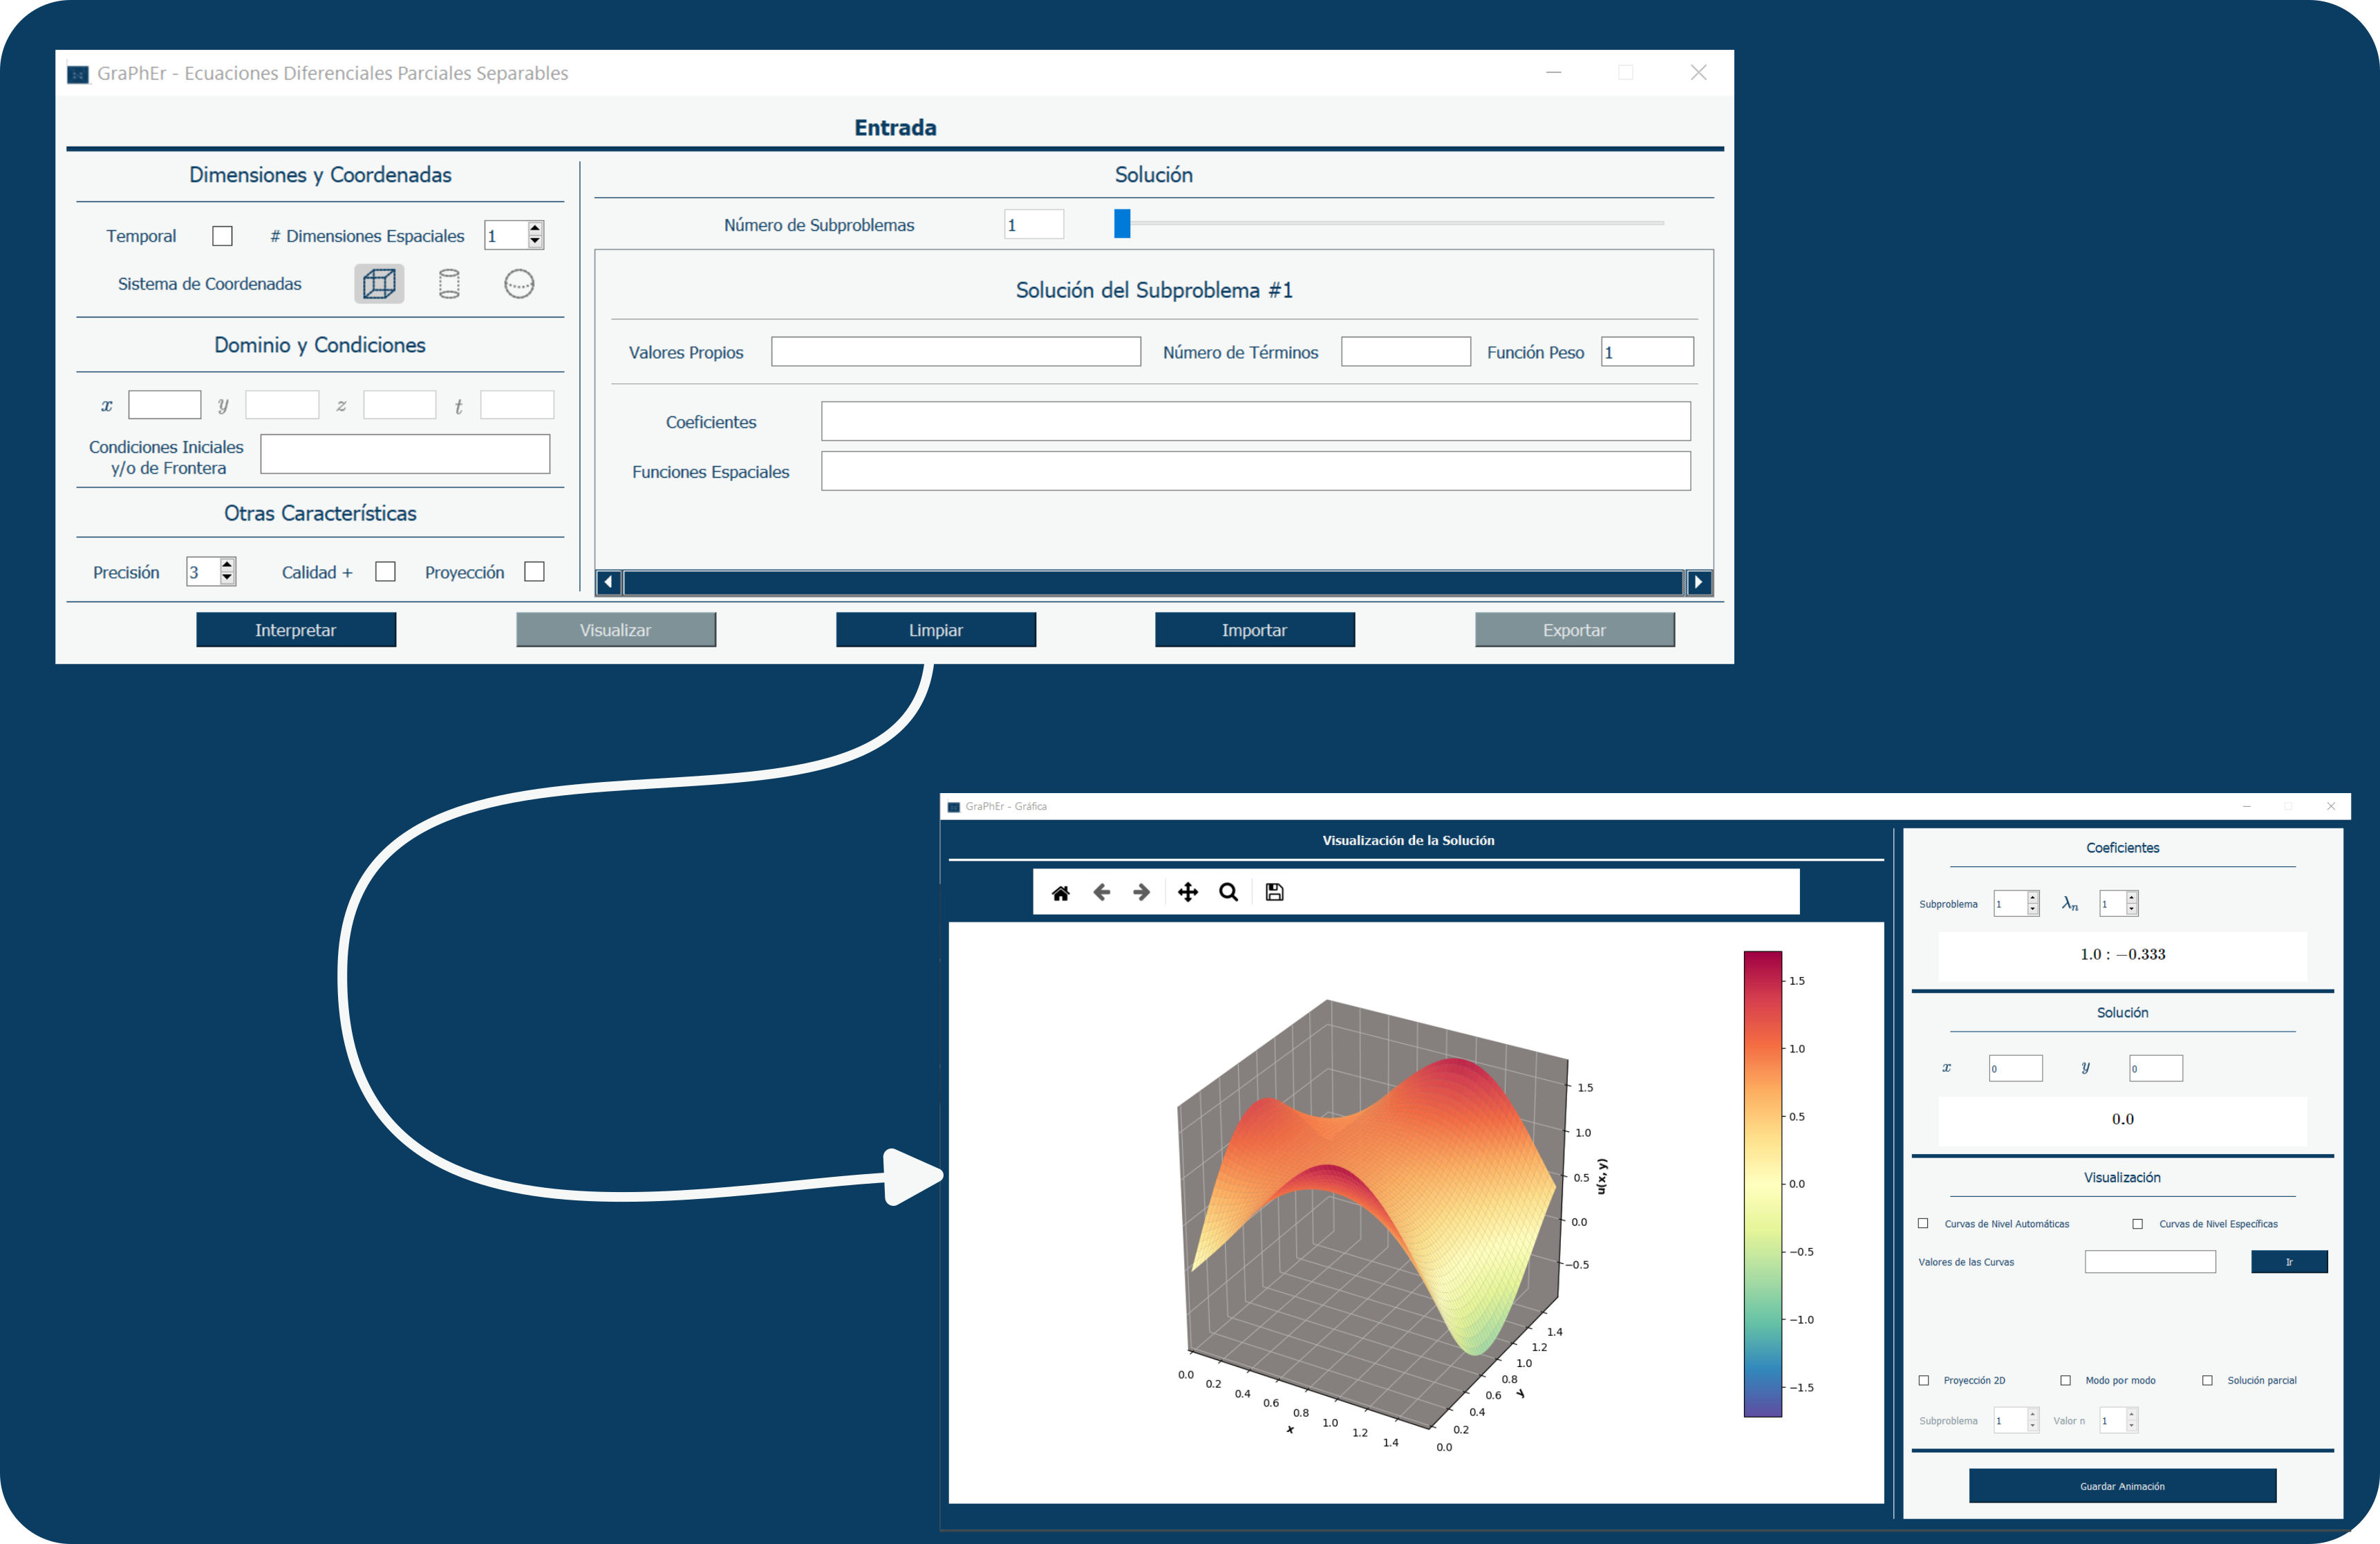 GraPhEr - Ecuaciones Diferenciales Parciales Separables
Entrada
Dimensiones y Coordenadas
Temporal # Dimensiones Espaciales 1
Sistema de Coordenadas
Dominio y Condiciones
x y z t
Condiciones Iniciales
y/o de Frontera
Otras Características
Precisión 3 Calidad + Proyección
Solución
Número de Subproblemas 1
Solución del Subproblema #1
Valores Propios Número de Términos Función Peso 1
Coeficientes
Funciones Espaciales
Interpretar Visualizar Limpiar Importar Exportar
GraPhEr - Gráfica
Visualización de la Solución
1.5
1.0
0.5
0.0
−0.5
u(x, y)
0.0 0.2 0.4 0.6 0.8 1.0 1.2 1.4
x
0.0 0.2 0.4 0.6 0.8 1.0 1.2 1.4
y
1.5
1.0
0.5
0.0
−0.5
−1.0
−1.5
Coeficientes
Subproblema 1 λn 1
1.0 : −0.333
Solución
x 0 y 0
0.0
Visualización
Curvas de Nivel Automáticas Curvas de Nivel Específicas
Valores de las Curvas Ir
Proyección 2D Modo por modo Solución parcial
Subproblema 1 Valor n 1
Guardar Animación